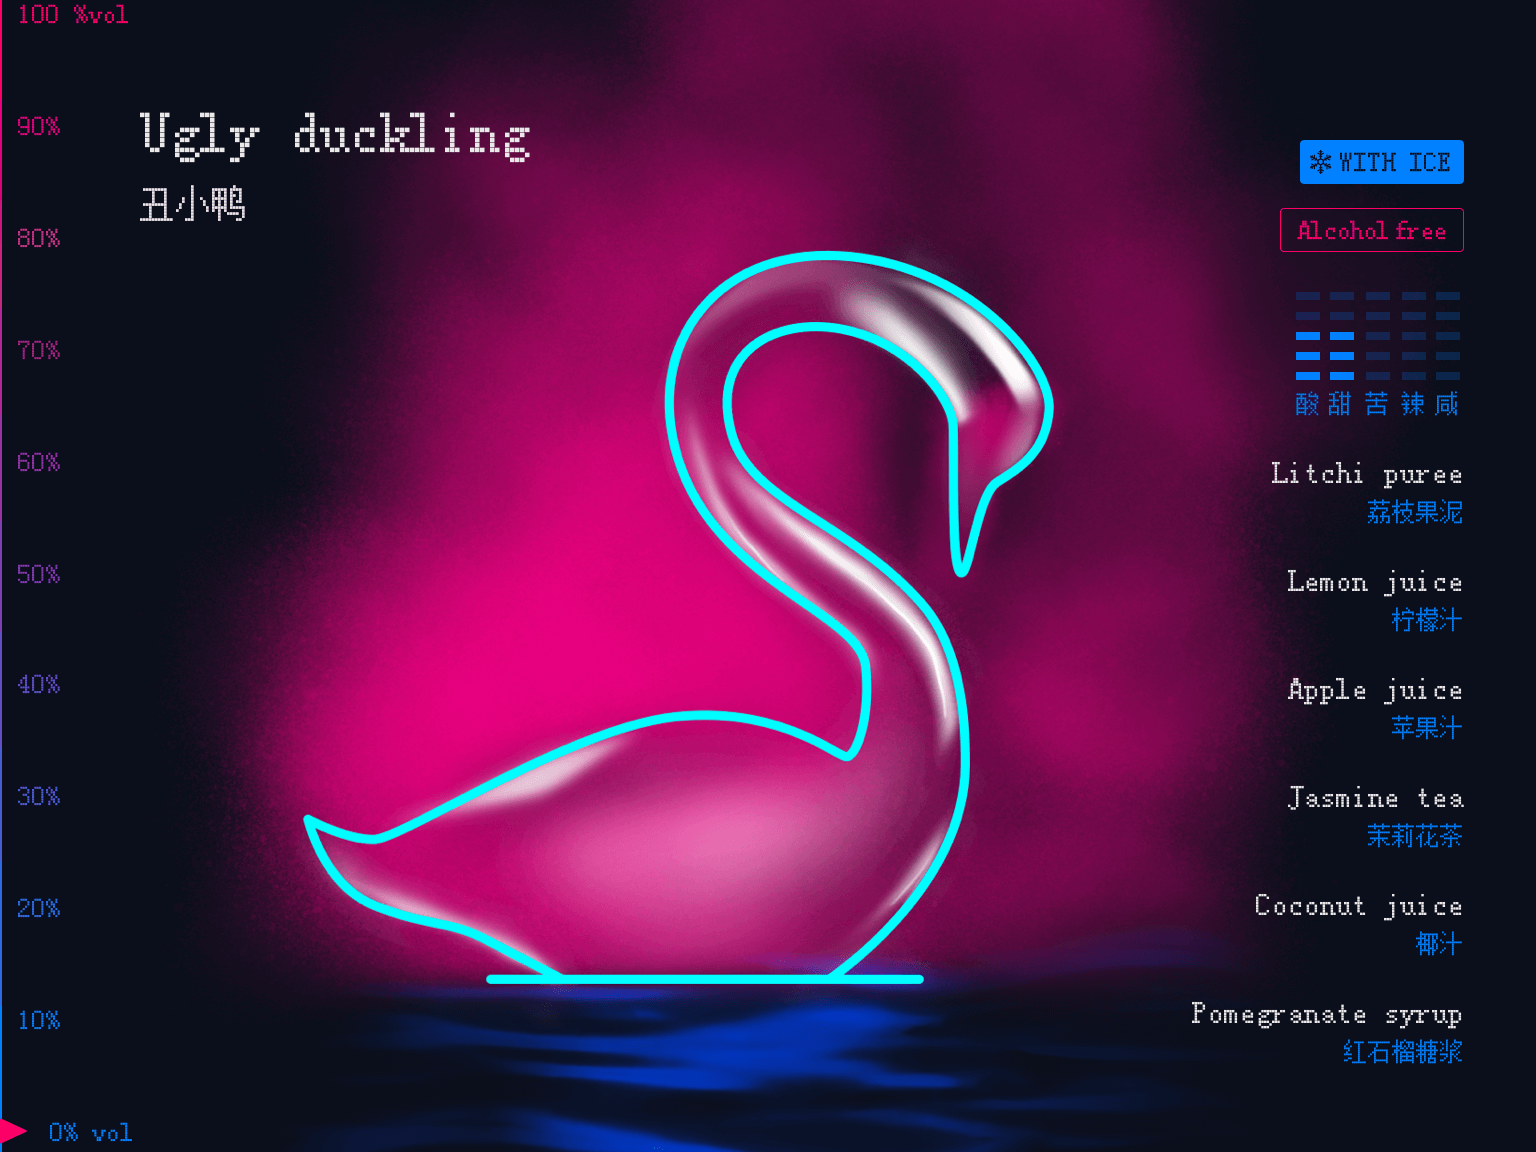 100 %vol
90%
80%
70%
60%
50%
40%
30%
20%
10%
0% vol
Ugly duckling
丑小鸭
WITH ICE
Alcohol free
酸 甜 苦 辣 咸
Litchi puree
荔枝果泥
Lemon juice
柠檬汁
Apple juice
苹果汁
Jasmine tea
茉莉花茶
Coconut juice
椰汁
Pomegranate syrup
红石榴糖浆